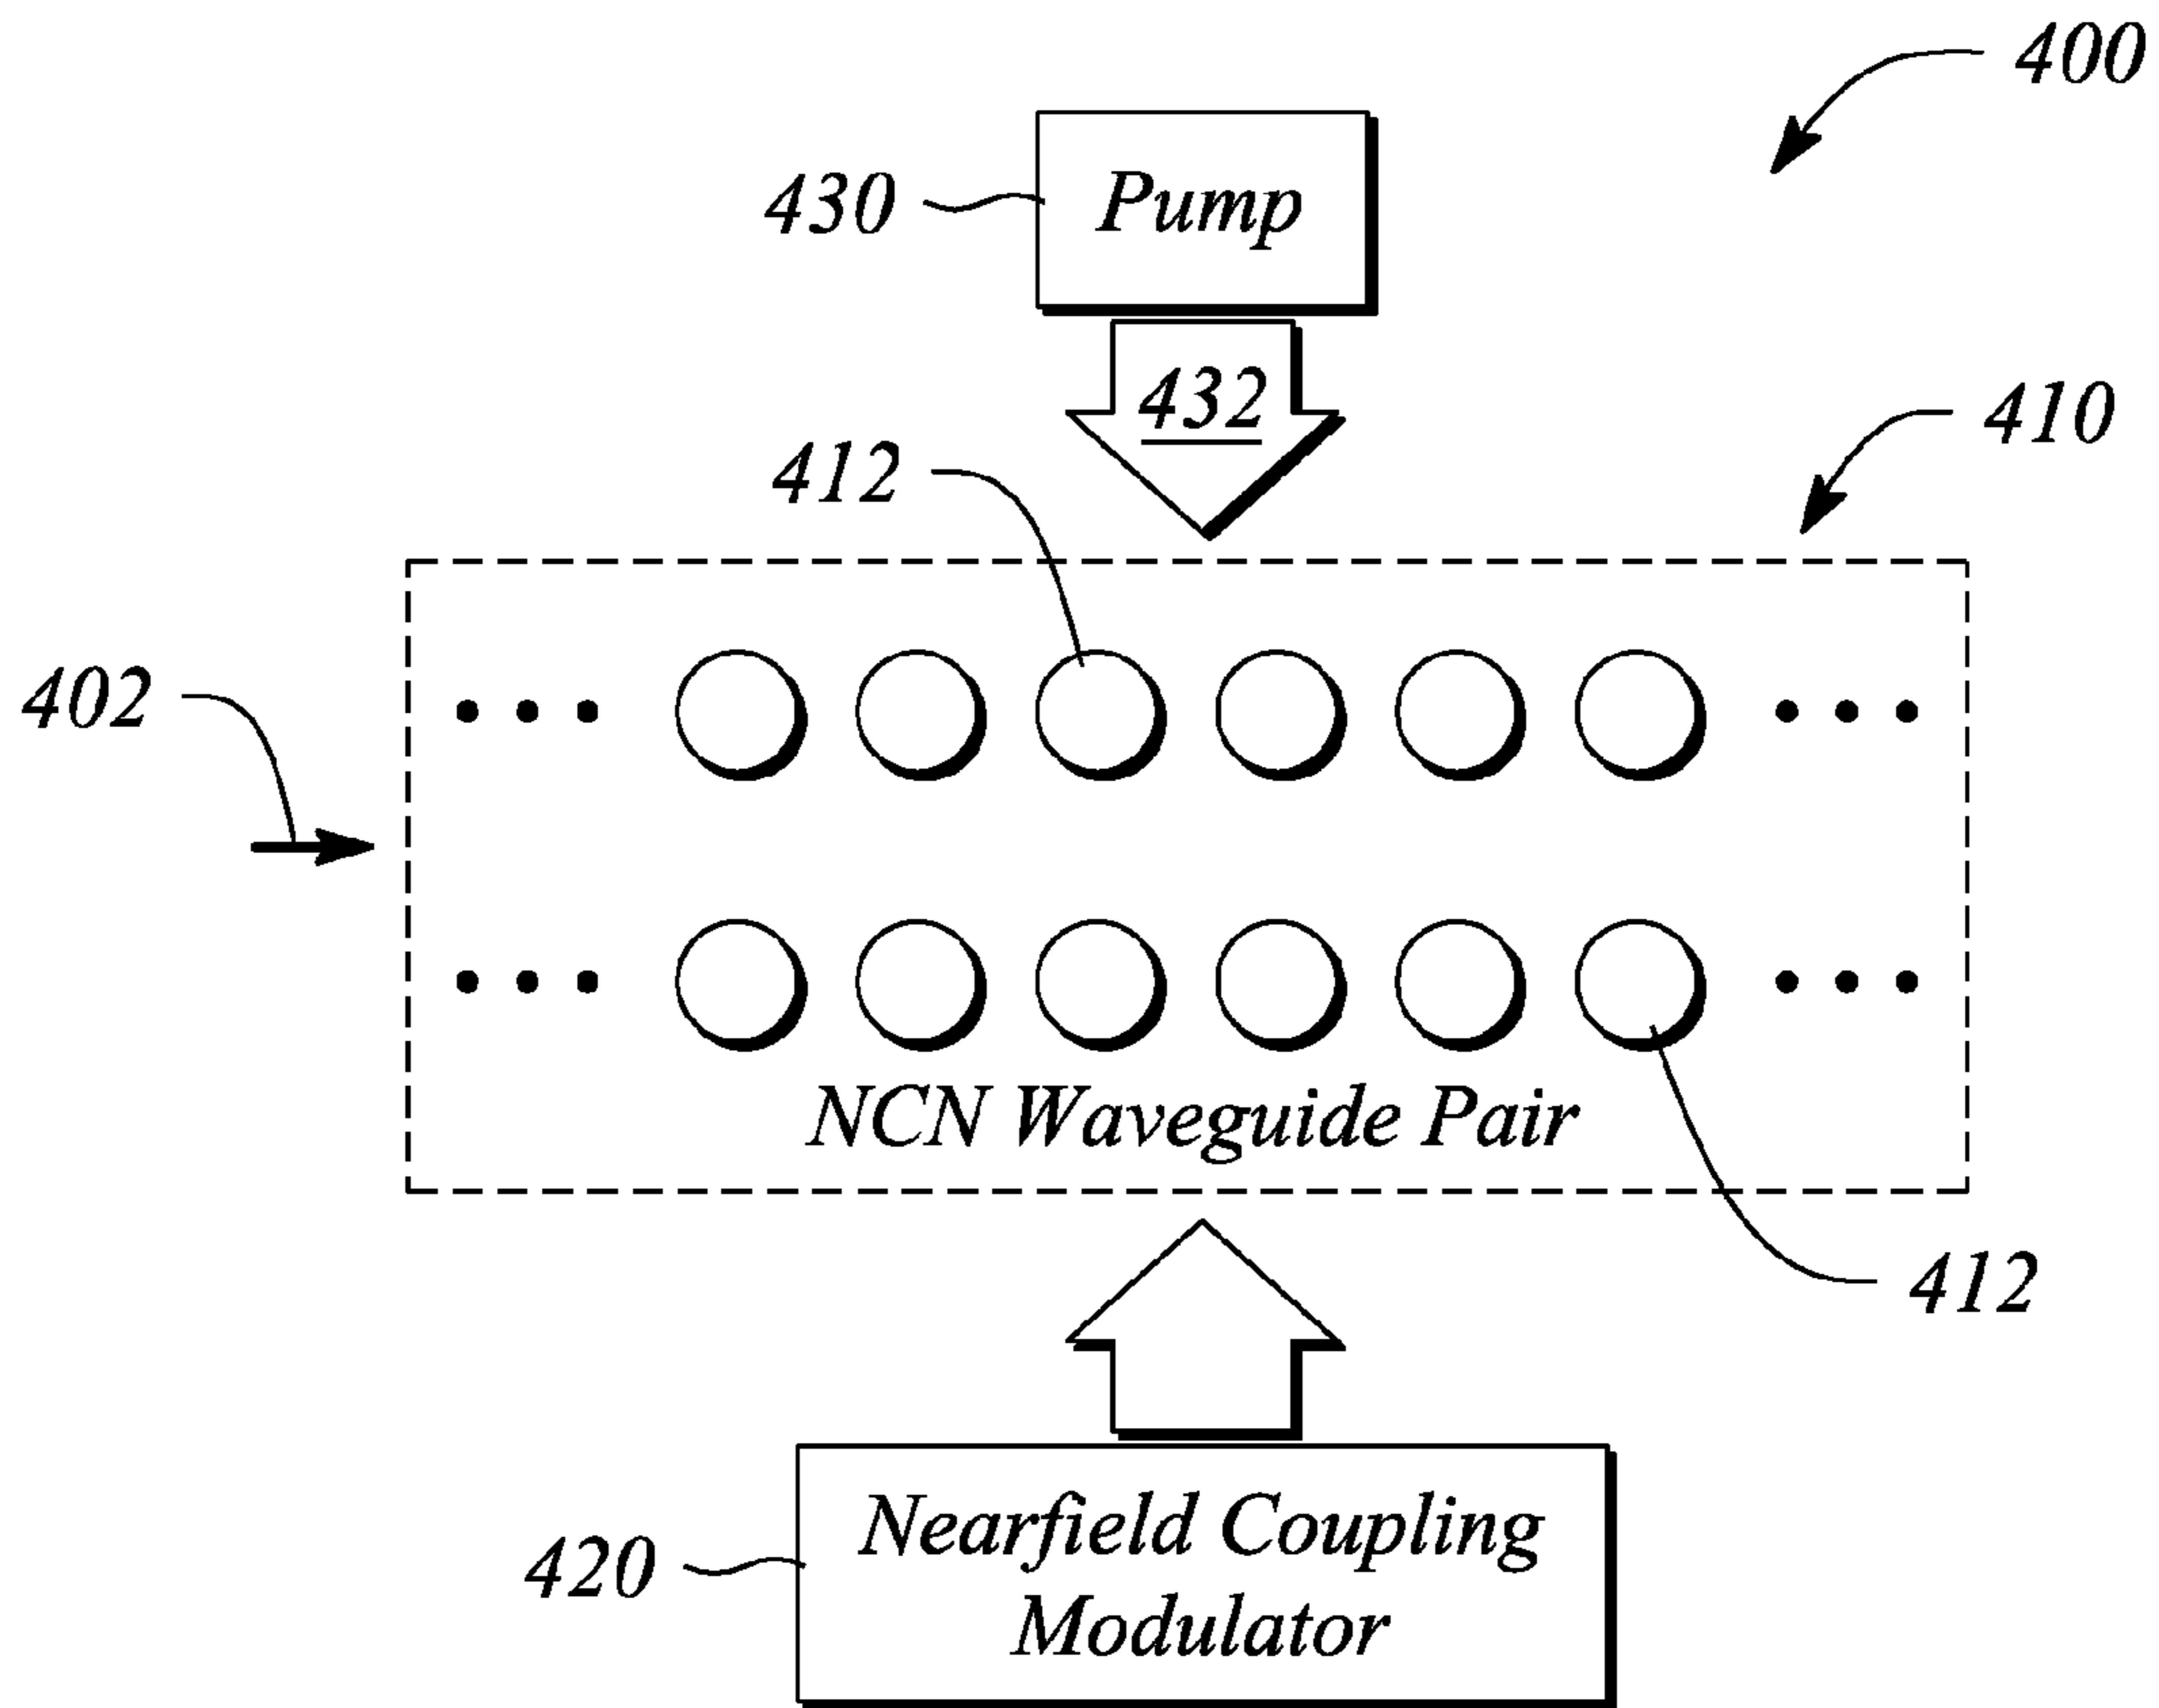 400
430
Pump
432
410
412
402
NCN Waveguide Pair
412
420
Nearfield Coupling
Modulator